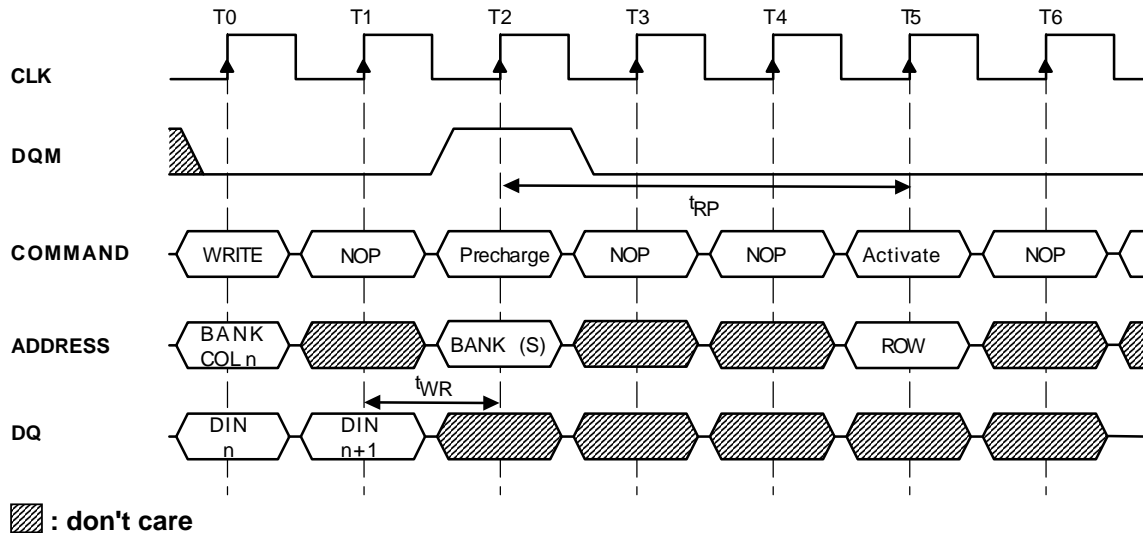 T0 T1 T2 T3 T4 T5 T6
CLK
DQM
tRP
COMMAND WRITE NOP Precharge NOP NOP Activate NOP
ADDRESS BANK COL n BANK (S) ROW
tWR
DQ DIN n DIN n+1
: don't care